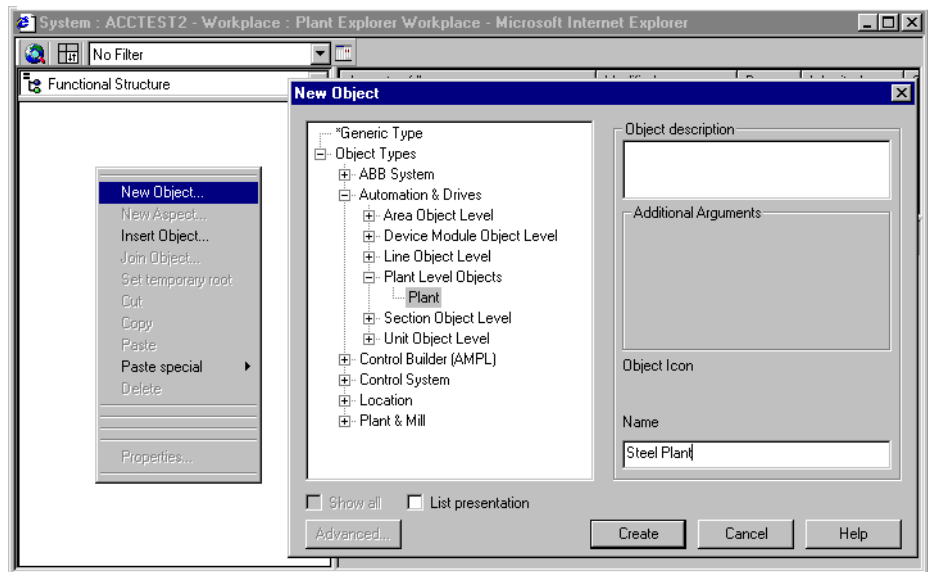 System : ACCTEST2 - Workplace : Plant Explorer Workplace - Microsoft Internet Explorer
No Filter
Functional Structure
New Object...
New Aspect...
Insert Object...
Join Object...
Set temporary root
Cut
Copy
Paste
Paste special
Delete
Properties...
New Object
*Generic Type
Object Types
ABB System
Automation & Drives
Area Object Level
Device Module Object Level
Line Object Level
Plant Level Objects
Plant
Section Object Level
Unit Object Level
Control Builder (AMPL)
Control System
Location
Plant & Mill
Show all
List presentation
Advanced...
Object description
Additional Arguments
Object Icon
Name
Steel Plant
Create
Cancel
Help